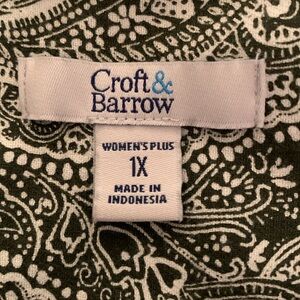 Croft&
Barrow
WOMEN'S PLUS
1X
MADE IN
INDONESIA